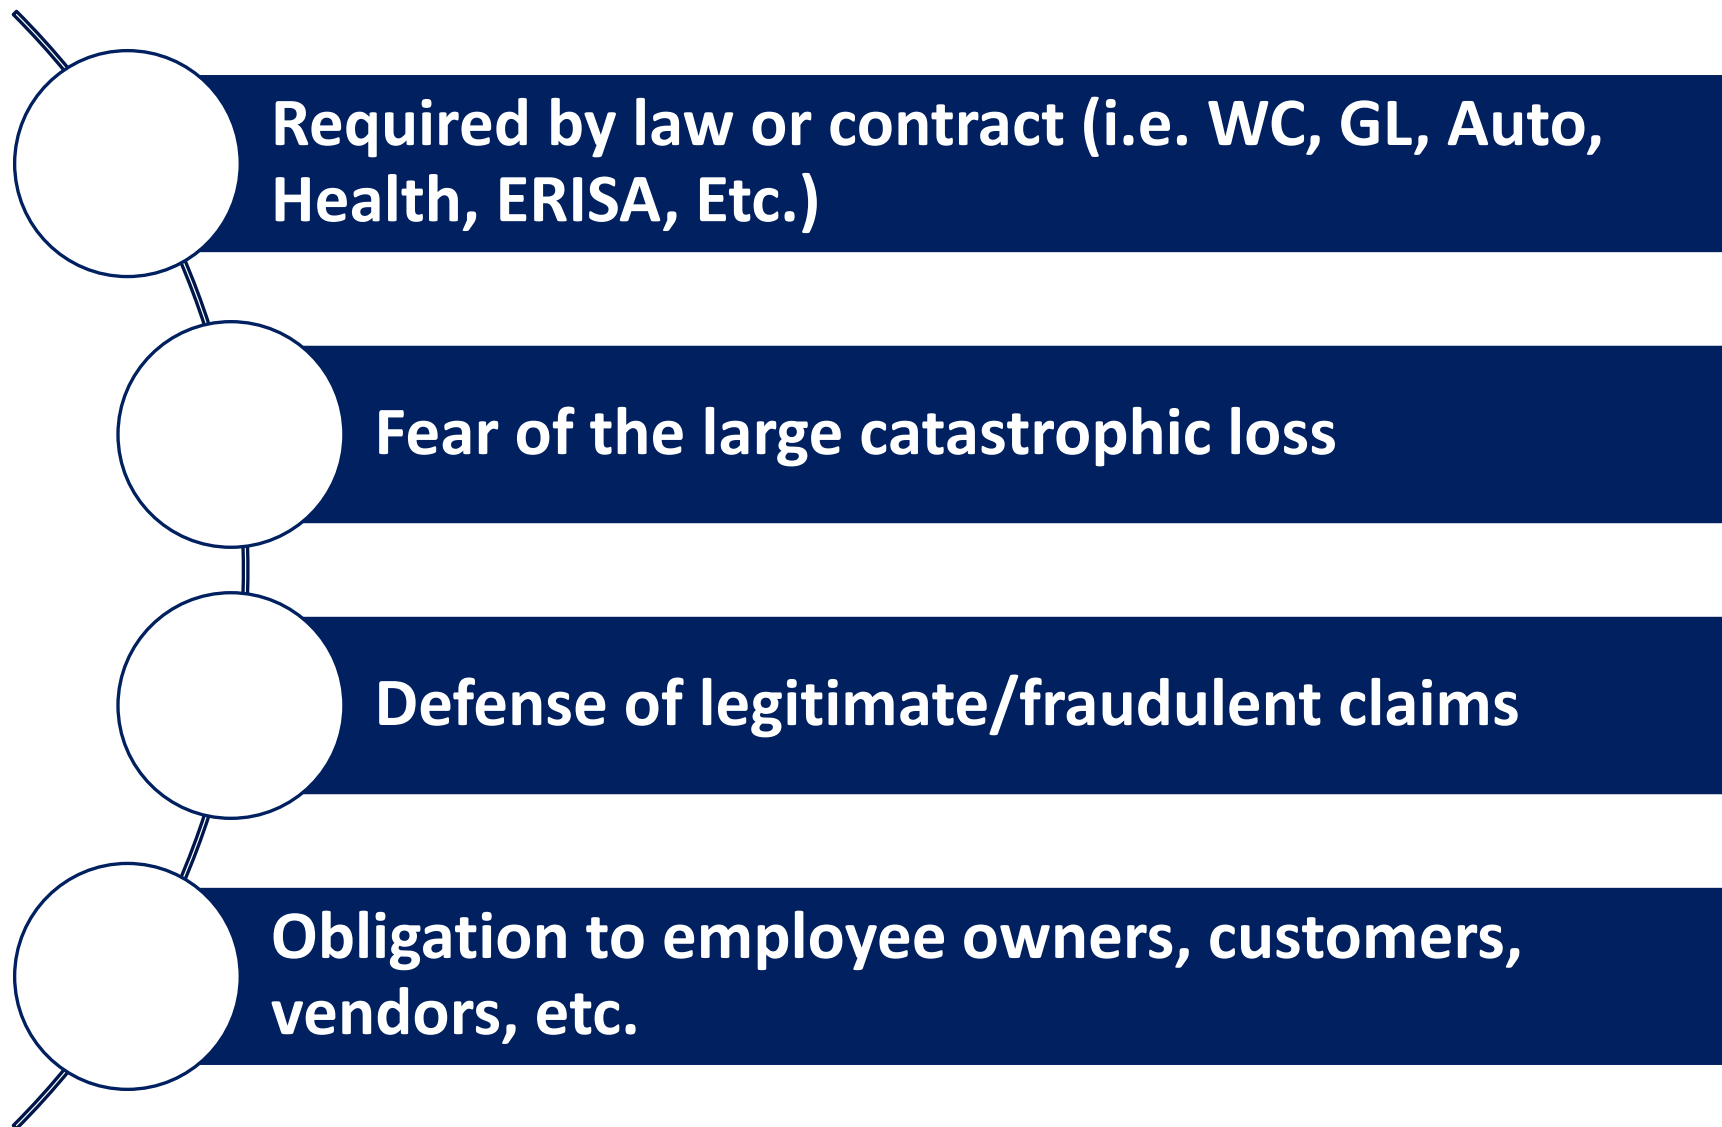 Required by law or contract (i.e. WC, GL, Auto,
Health, ERISA, Etc.)
Fear of the large catastrophic loss
Defense of legitimate/fraudulent claims
Obligation to employee owners, customers,
vendors, etc.